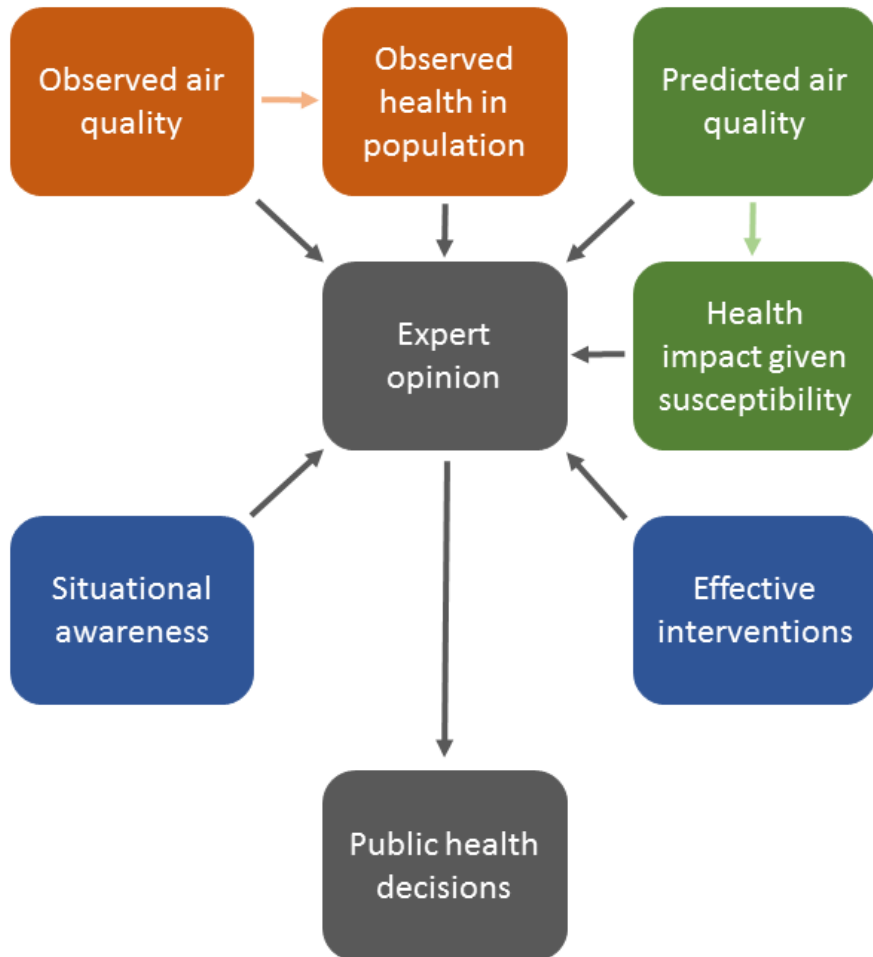 Observed air
quality
Observed
health in
population
Predicted air
quality
Expert
opinion
Health
impact given
susceptibility
Situational
awareness
Effective
interventions
Public health
decisions